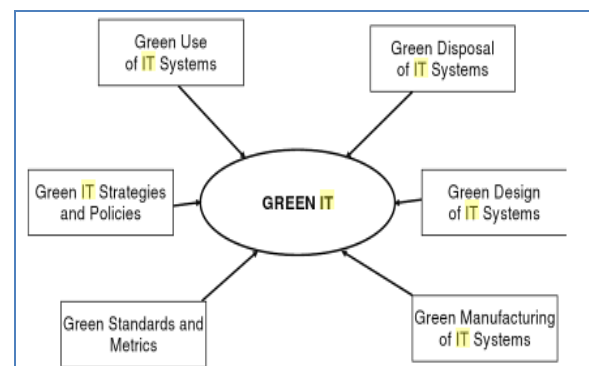 Green Use
of IT Systems
Green Disposal
of IT Systems
Green IT Strategies
and Policies
GREEN IT
Green Design
of IT Systems
Green Standards and
Metrics
Green Manufacturing
of IT Systems